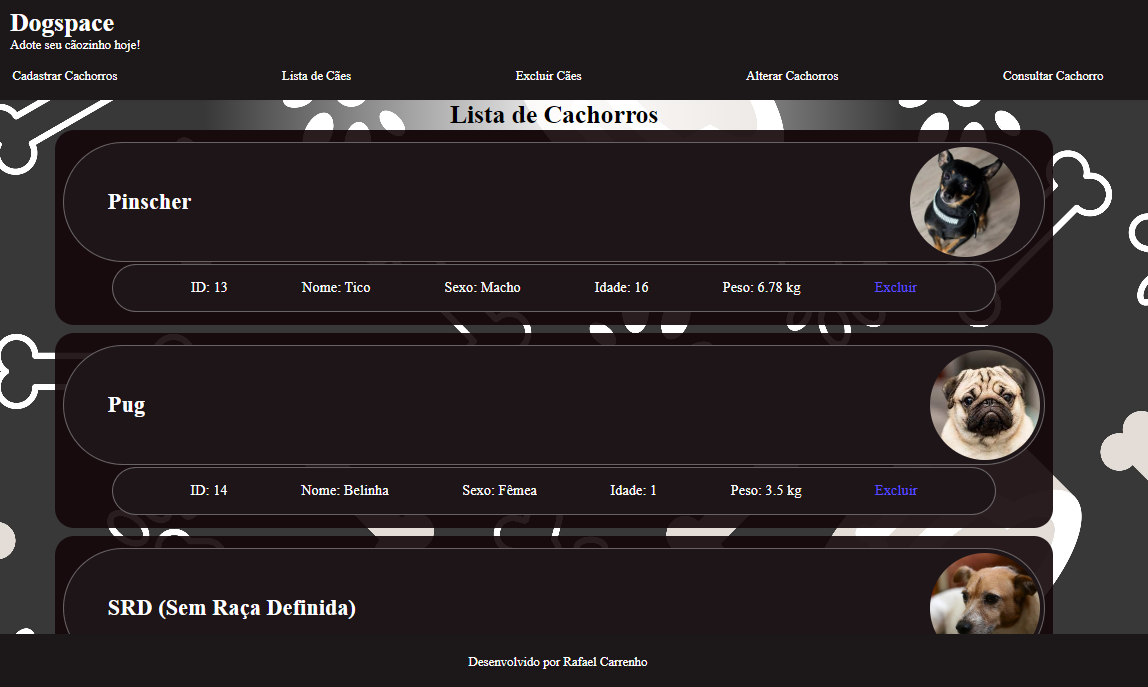 Dogspace
Adote seu cãozinho hoje!
Cadastrar Cachorros Lista de Cães Excluir Cães Alterar Cachorros Consultar Cachorro
Lista de Cachorros
Pinscher
ID: 13 Nome: Tico Sexo: Macho Idade: 16 Peso: 6.78 kg Excluir
Pug
ID: 14 Nome: Belinha Sexo: Fêmea Idade: 1 Peso: 3.5 kg Excluir
SRD (Sem Raça Definida)
Desenvolvido por Rafael Carrenho